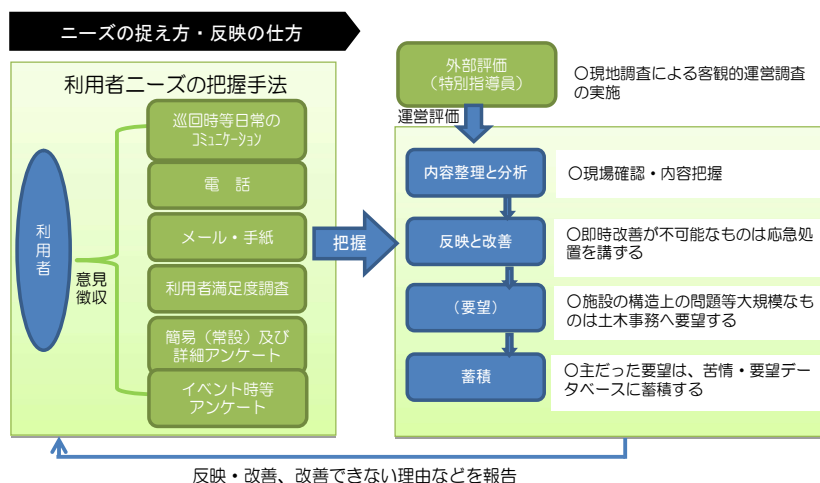 ニーズの捉え方・反映の仕方
利用者ニーズの把握手法
利用者
意見
徴収
巡回時等日常の
ｺﾐｭﾆｹｰｼｮﾝ
電　話
メール・手紙
利用者満足度調査
簡易（常設）及び
詳細アンケート
イベント時等
アンケート
把握
外部評価
（特別指導員）
〇現地調査による客観的運営調査
の実施
運営評価
内容整理と分析
〇現場確認・内容把握
反映と改善
〇即時改善が不可能なものは応急処
置を講ずる
（要望）
〇施設の構造上の問題等大規模なも
のは土木事務へ要望する
蓄積
〇主だった要望は、苦情・要望デー
タベースに蓄積する
反映・改善、改善できない理由などを報告